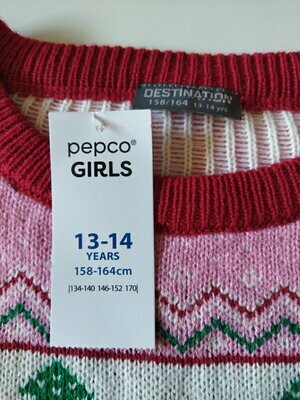 DESTINATION
158/164 13-14 yrs
pepco®
GIRLS
13-14
YEARS
158-164cm
|134-140 146-152 170|